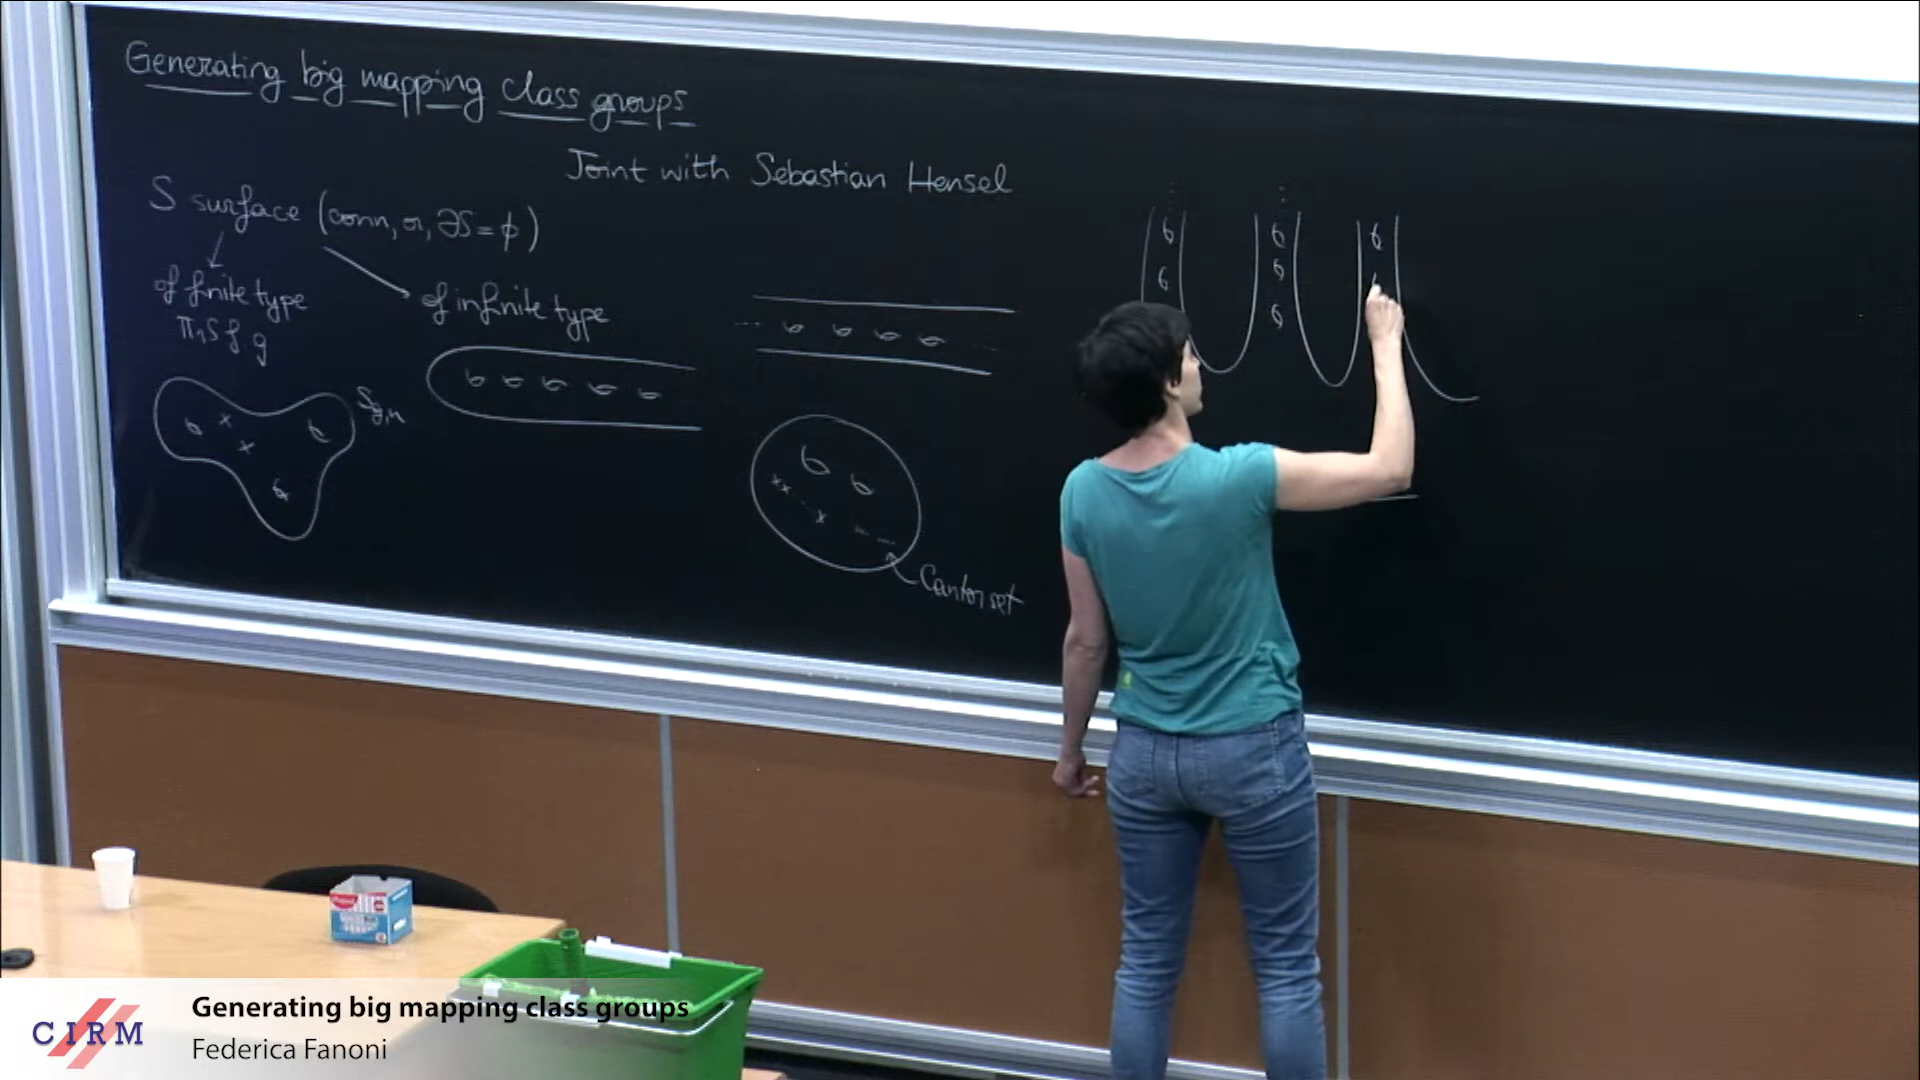 Generating big mapping class groups
Joint with Sebastian Hensel
S surface (conn, or, ∂S = ϕ)
of finite type
π₁S f.g
of infinite type
S_{g,n}
Cantor set
CIRM
Generating big mapping class groups
Federica Fanoni